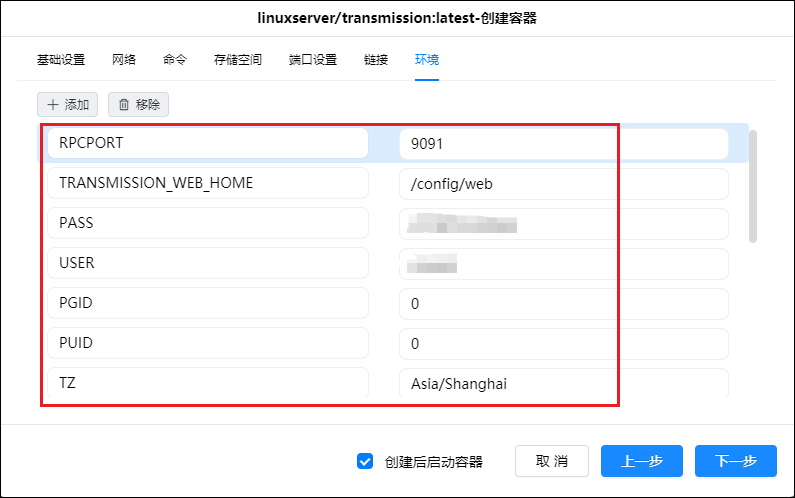 linuxserver/transmission:latest-创建容器
基础设置 网络 命令 存储空间 端口设置 链接 环境
添加 移除
RPCPORT 9091
TRANSMISSION_WEB_HOME /config/web
PASS
USER
PGID 0
PUID 0
TZ Asia/Shanghai
创建后启动容器 取消 上一步 下一步